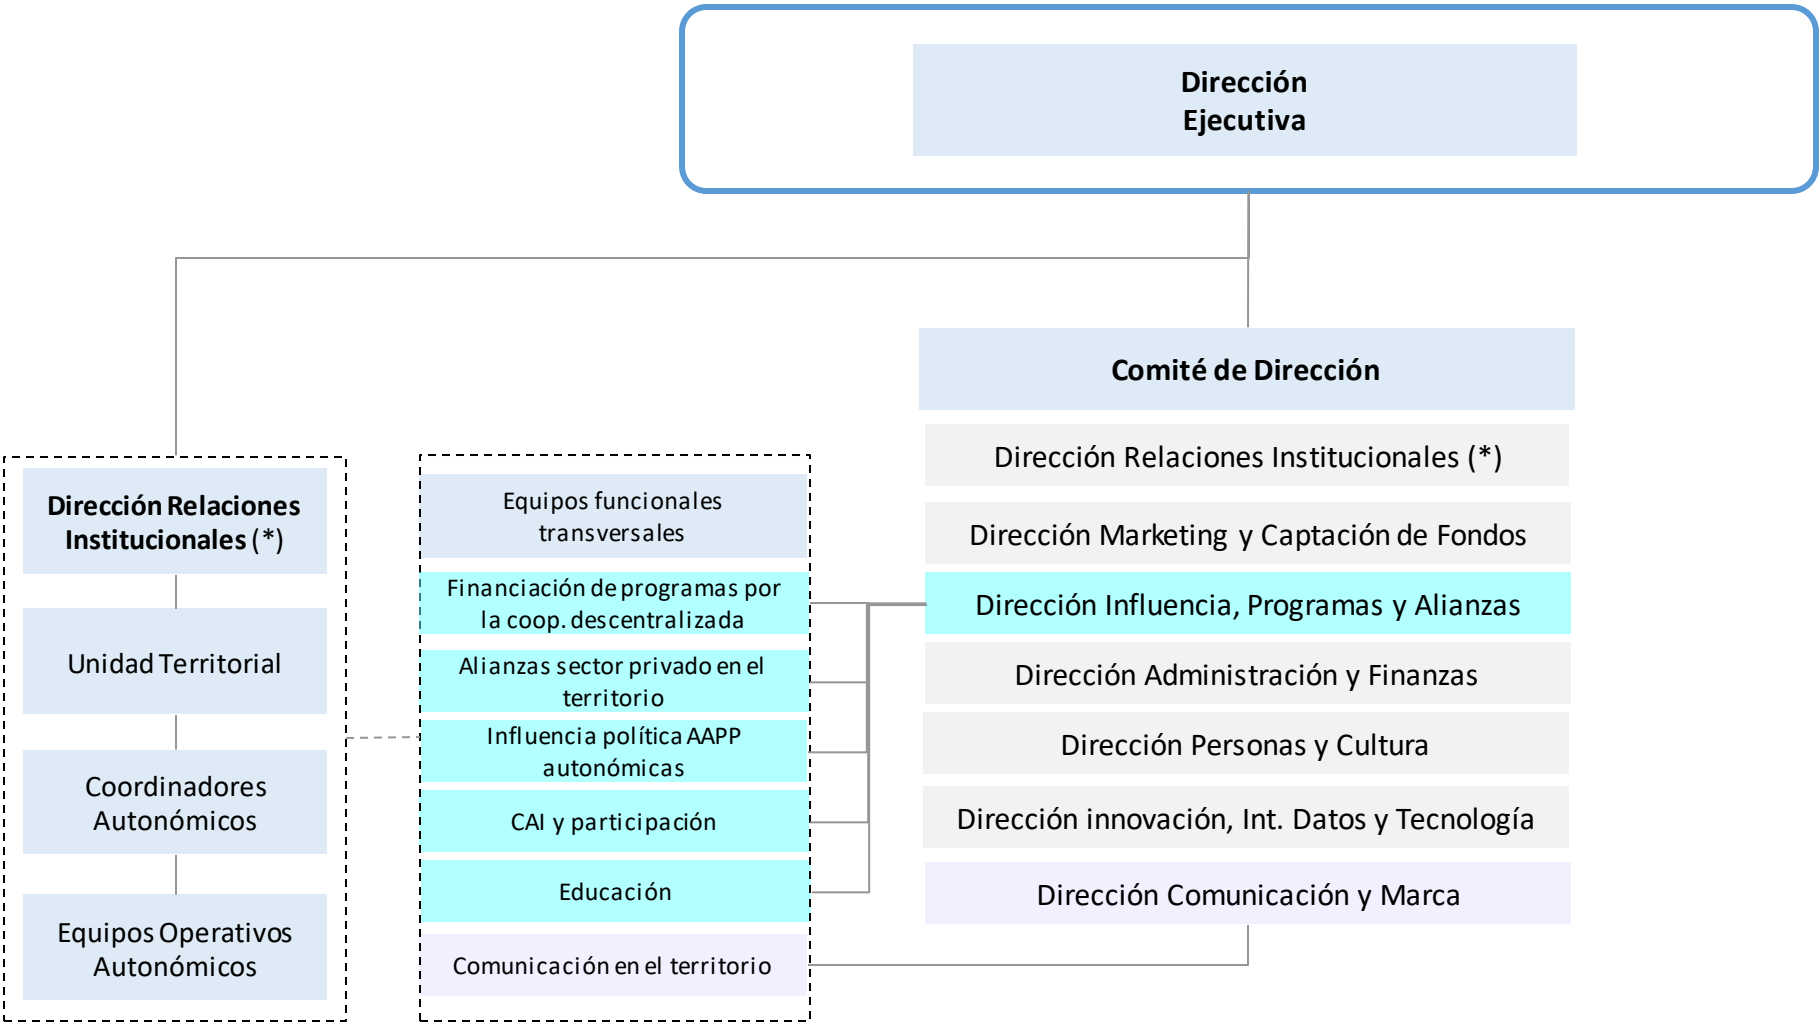 Dirección
Ejecutiva
Comité de Dirección
Dirección Relaciones Institucionales (*)
Dirección Marketing y Captación de Fondos
Dirección Influencia, Programas y Alianzas
Dirección Administración y Finanzas
Dirección Personas y Cultura
Dirección innovación, Int. Datos y Tecnología
Dirección Comunicación y Marca
Dirección Relaciones
Institucionales (*)
Unidad Territorial
Coordinadores
Autonómicos
Equipos Operativos
Autonómicos
Equipos funcionales
transversales
Financiación de programas por
la coop. descentralizada
Alianzas sector privado en el
territorio
Influencia política AAPP
autonómicas
CAI y participación
Educación
Comunicación en el territorio